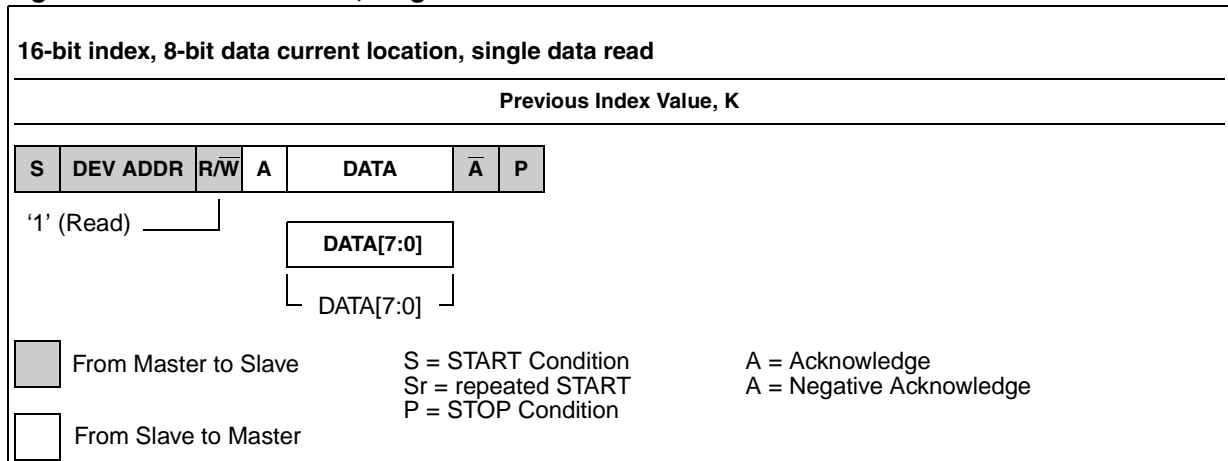 16-bit index, 8-bit data current location, single data read
Previous Index Value, K
S DEV ADDR R/W̅ A DATA A̅ P
‘1’ (Read)
DATA[7:0]
DATA[7:0]
From Master to Slave
S = START Condition
Sr = repeated START
P = STOP Condition
A = Acknowledge
A = Negative Acknowledge
From Slave to Master